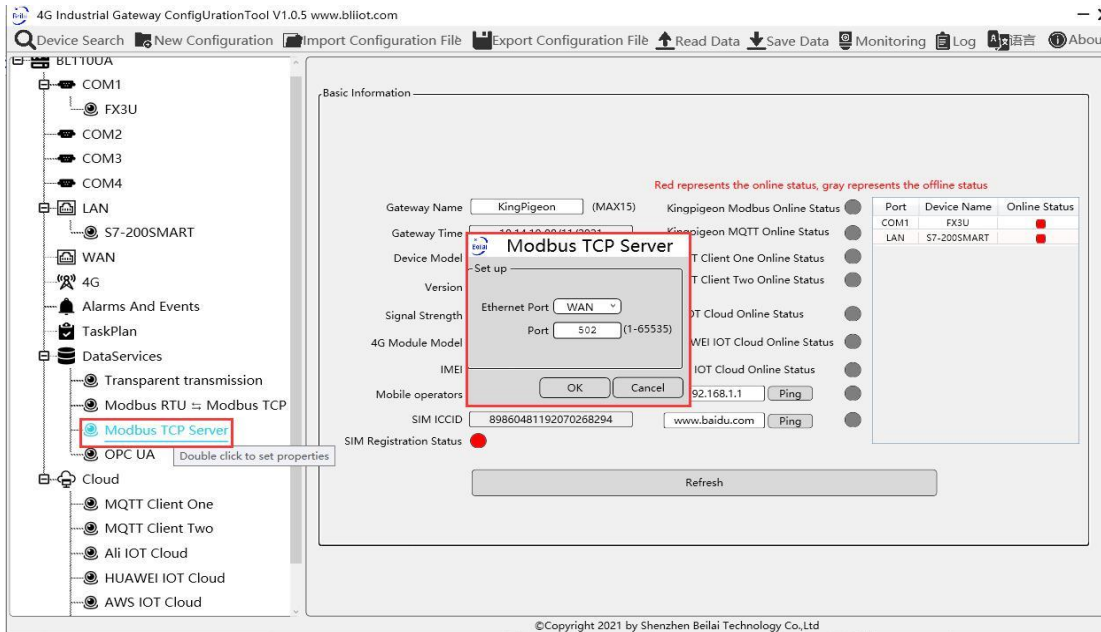 4G Industrial Gateway ConfigUrationTool V1.0.5 www.bliiot.com
Device Search New Configuration Import Configuration File Export Configuration File Read Data Save Data Monitoring Log 语言 Abou
BLT10UA
COM1
FX3U
COM2
COM3
COM4
LAN
S7-200SMART
WAN
4G
Alarms And Events
TaskPlan
DataServices
Transparent transmission
Modbus RTU ⇆ Modbus TCP
Modbus TCP Server
OPC UA
Double click to set properties
Cloud
MQTT Client One
MQTT Client Two
Ali IOT Cloud
HUAWEI IOT Cloud
AWS IOT Cloud
Basic Information
Red represents the online status, gray represents the offline status
Gateway Name KingPigeon (MAX15)
Gateway Time
Device Model
Version
Signal Strength
4G Module Model
IMEI
Mobile operators
SIM ICCID 89860481192070268294
SIM Registration Status
Modbus TCP Server
Set up
Ethernet Port WAN
Port 502 (1-65535)
OK Cancel
Kingpigeon Modbus Online Status
MQTT Online Status
T Client One Online Status
T Client Two Online Status
OT Cloud Online Status
WEI IOT Cloud Online Status
IOT Cloud Online Status
92.168.1.1 Ping
www.baidu.com Ping
Port Device Name Online Status
COM1 FX3U
LAN S7-200SMART
Refresh
©Copyright 2021 by Shenzhen Beilai Technology Co.,Ltd